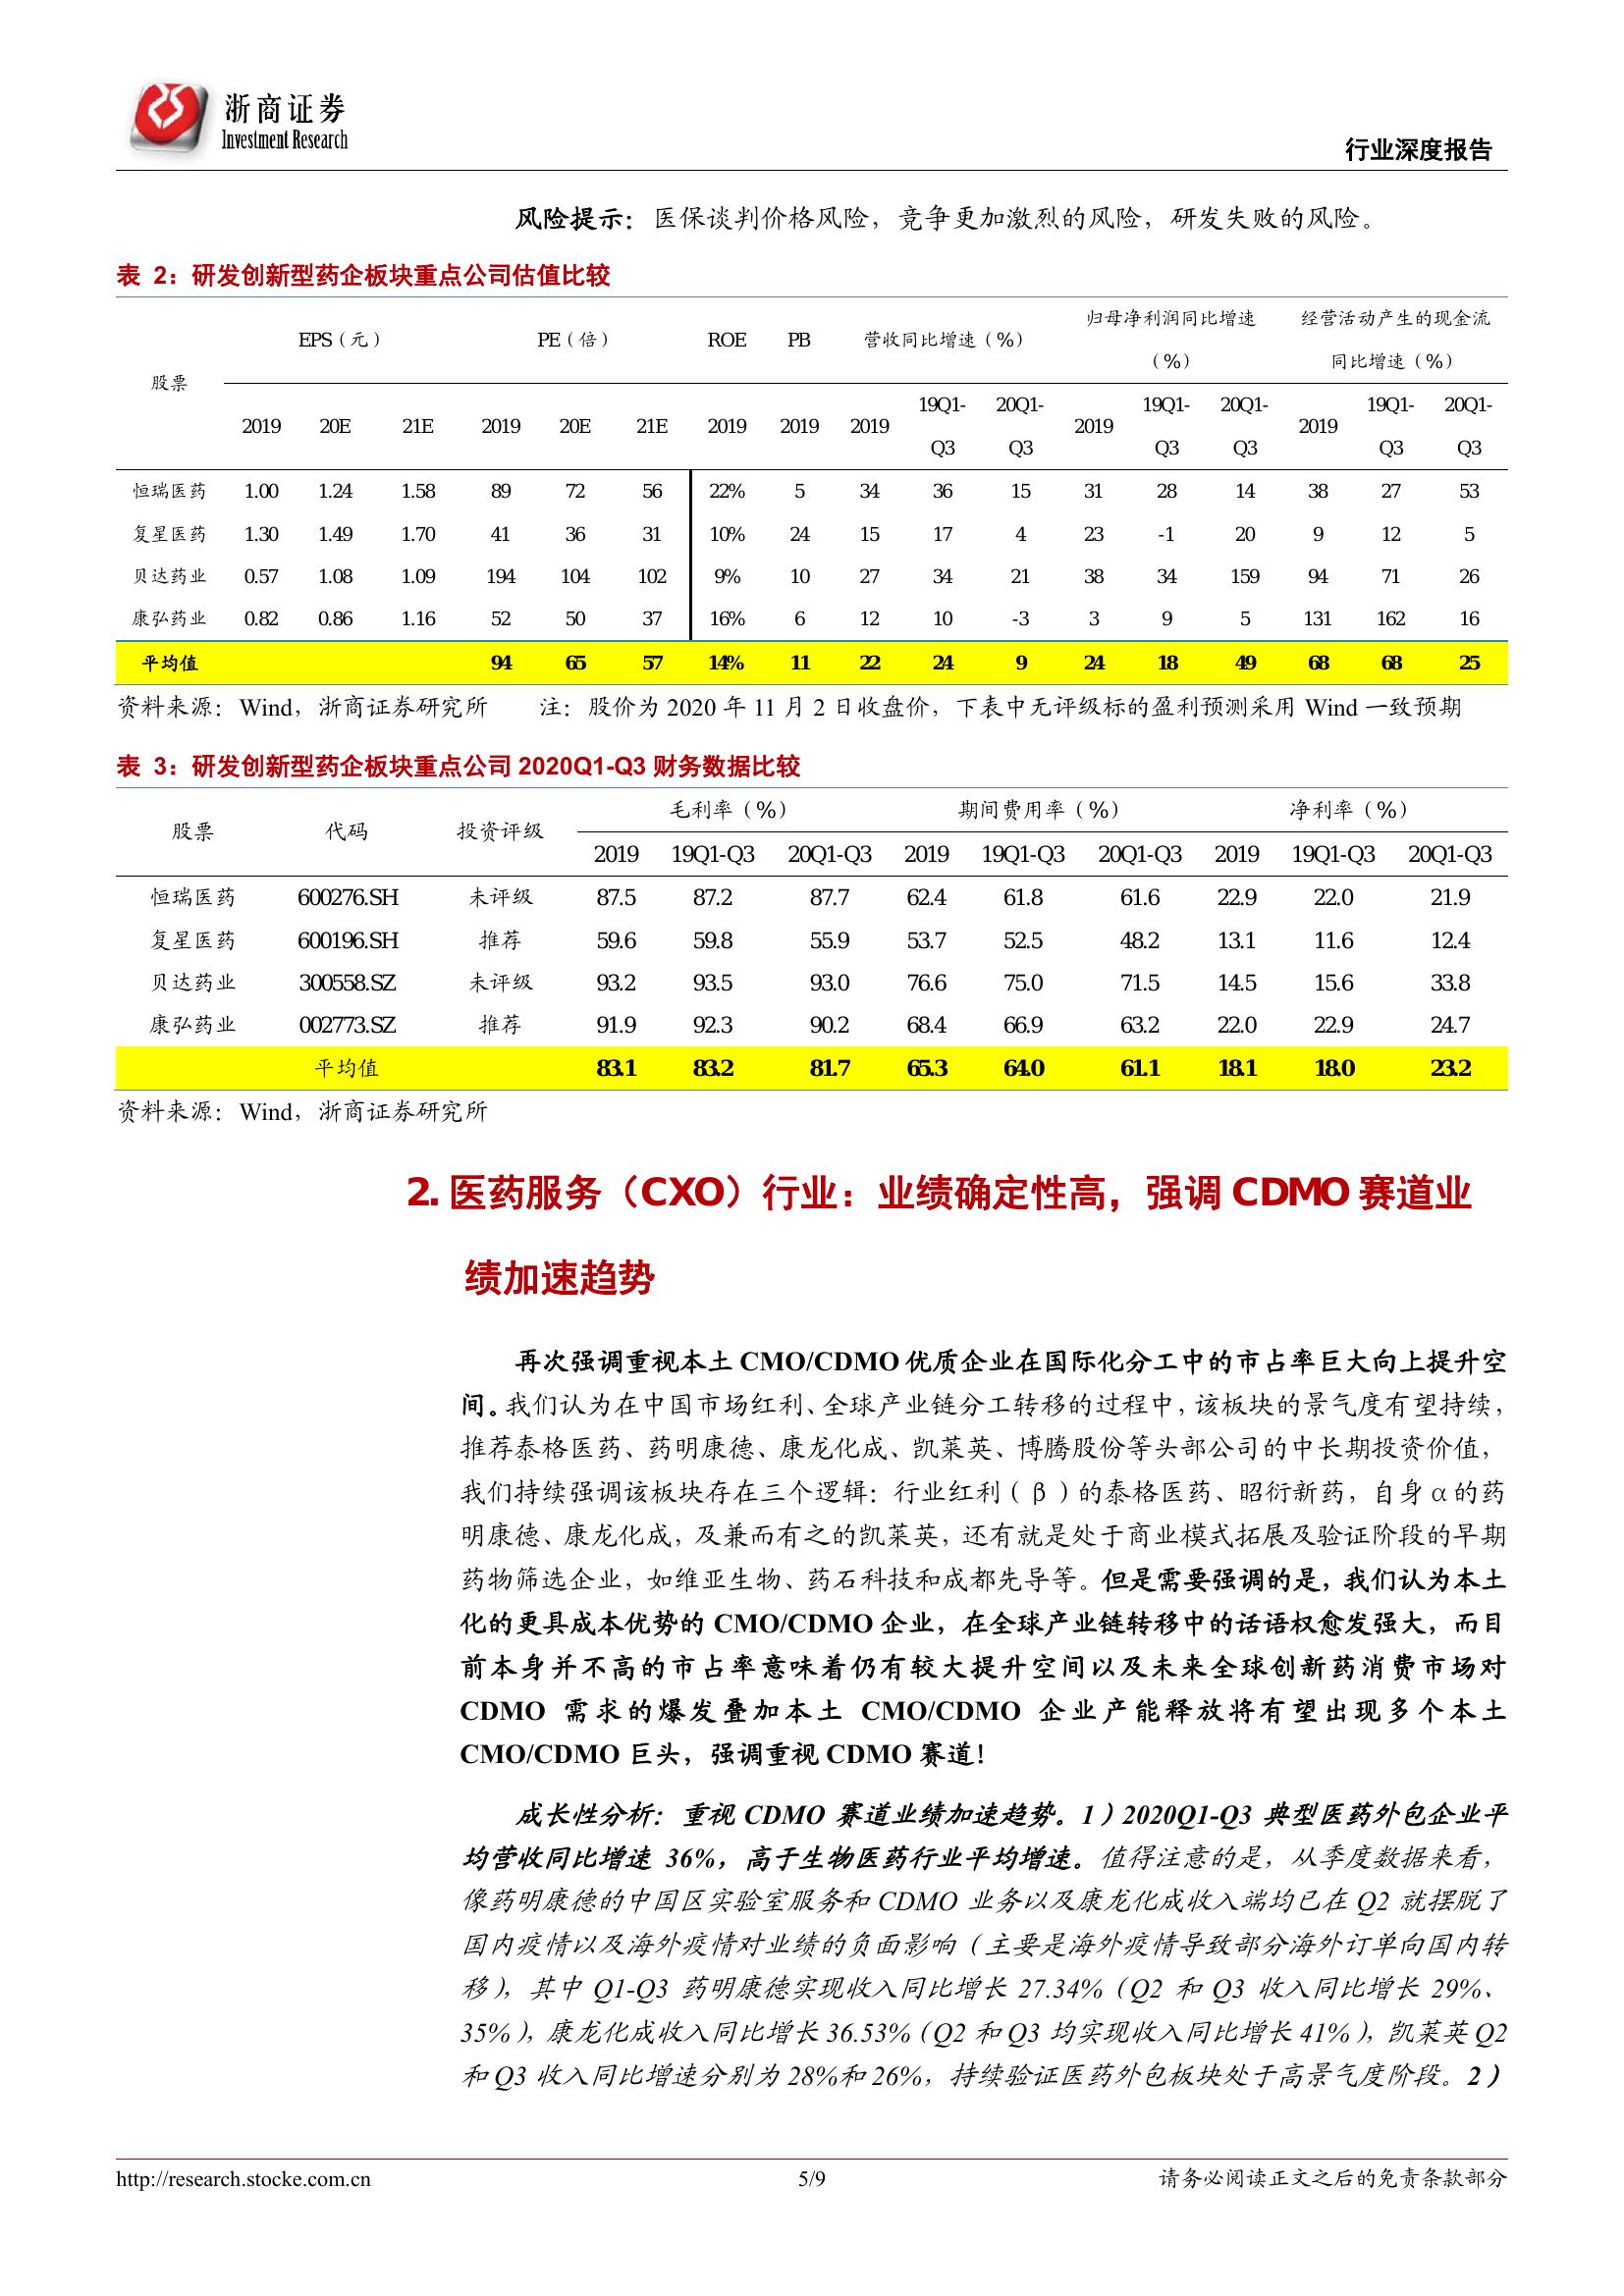 浙商证券
Investment Research
行业深度报告
风险提示：医保谈判价格风险，竞争更加激烈的风险，研发失败的风险。
表 2：研发创新型药企板块重点公司估值比较
股票 EPS（元） PE（倍） ROE PB 营收同比增速（%） 归母净利润同比增速（%） 经营活动产生的现金流同比增速（%）
2019 20E 21E 2019 20E 21E 2019 2019 2019 19Q1-Q3 20Q1-Q3 2019 19Q1-Q3 20Q1-Q3 2019 19Q1-Q3 20Q1-Q3
恒瑞医药 1.00 1.24 1.58 89 72 56 22% 5 34 36 15 31 28 14 38 27 53
复星医药 1.30 1.49 1.70 41 36 31 10% 24 15 17 4 23 -1 20 9 12 5
贝达药业 0.57 1.08 1.09 194 104 102 9% 10 27 34 21 38 34 159 94 71 26
康弘药业 0.82 0.86 1.16 52 50 37 16% 6 12 10 -3 3 9 5 131 162 16
平均值 94 65 57 14% 11 22 24 9 24 18 49 68 68 25
资料来源：Wind，浙商证券研究所 注：股价为 2020 年 11 月 2 日收盘价，下表中无评级标的盈利预测采用 Wind 一致预期
表 3：研发创新型药企板块重点公司 2020Q1-Q3 财务数据比较
股票 代码 投资评级 毛利率（%） 期间费用率（%） 净利率（%）
2019 19Q1-Q3 20Q1-Q3 2019 19Q1-Q3 20Q1-Q3 2019 19Q1-Q3 20Q1-Q3
恒瑞医药 600276.SH 未评级 87.5 87.2 87.7 62.4 61.8 61.6 22.9 22.0 21.9
复星医药 600196.SH 推荐 59.6 59.8 55.9 53.7 52.5 48.2 13.1 11.6 12.4
贝达药业 300558.SZ 未评级 93.2 93.5 93.0 76.6 75.0 71.5 14.5 15.6 33.8
康弘药业 002773.SZ 推荐 91.9 92.3 90.2 68.4 66.9 63.2 22.0 22.9 24.7
平均值 83.1 83.2 81.7 65.3 64.0 61.1 18.1 18.0 23.2
资料来源：Wind，浙商证券研究所
2. 医药服务（CXO）行业：业绩确定性高，强调 CDMO 赛道业
绩加速趋势
再次强调重视本土 CMO/CDMO 优质企业在国际化分工中的市占率巨大向上提升空
间。我们认为在中国市场红利、全球产业链分工转移的过程中，该板块的景气度有望持续，
推荐泰格医药、药明康德、康龙化成、凯莱英、博腾股份等头部公司的中长期投资价值，
我们持续强调该板块存在三个逻辑：行业红利（β）的泰格医药、昭衍新药，自身 α 的药
明康德、康龙化成，及兼而有之的凯莱英，还有就是处于商业模式拓展及验证阶段的早期
药物筛选企业，如维亚生物、药石科技和成都先导等。但是需要强调的是，我们认为本土
化的更具成本优势的 CMO/CDMO 企业，在全球产业链转移中的话语权愈发强大，而目
前本身并不高的市占率意味着仍有较大提升空间以及未来全球创新药消费市场对
CDMO 需求的爆发叠加本土 CMO/CDMO 企业产能释放将有望出现多个本土
CMO/CDMO 巨头，强调重视 CDMO 赛道！
成长性分析：重视 CDMO 赛道业绩加速趋势。1）2020Q1-Q3 典型医药外包企业平
均营收同比增速 36%，高于生物医药行业平均增速。值得注意的是，从季度数据来看，
像药明康德的中国区实验室服务和 CDMO 业务以及康龙化成收入端均已在 Q2 就摆脱了
国内疫情以及海外疫情对业绩的负面影响（主要是海外疫情导致部分海外订单向国内转
移），其中 Q1-Q3 药明康德实现收入同比增长 27.34%（Q2 和 Q3 收入同比增长 29%、
35%），康龙化成收入同比增长 36.53%（Q2 和 Q3 均实现收入同比增长 41%），凯莱英 Q2
和 Q3 收入同比增速分别为 28%和 26%，持续验证医药外包板块处于高景气度阶段。2）
http://research.stocke.com.cn 5/9 请务必阅读正文之后的免责条款部分